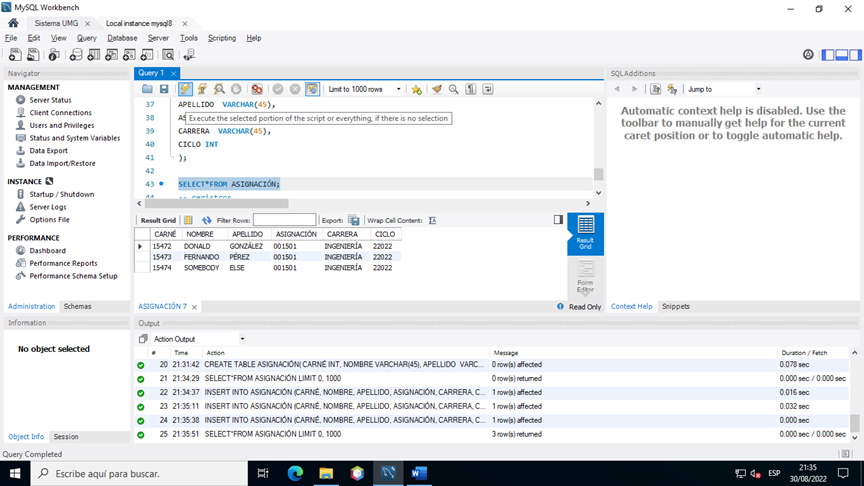 MySQL Workbench
Sistema UMG
Local instance mysql8
File Edit View Query Database Server Tools Scripting Help
Navigator
MANAGEMENT
Server Status
Client Connections
Users and Privileges
Status and System Variables
Data Export
Data Import/Restore
INSTANCE
Startup / Shutdown
Server Logs
Options File
PERFORMANCE
Dashboard
Performance Reports
Performance Schema Setup
Administration Schemas
Information
No object selected
Object Info Session
Query 1
Limit to 1000 rows
37 APELLIDO VARCHAR(45),
38 AS
Execute the selected portion of the script or everything, if there is no selection
39 CARRERA VARCHAR(45),
40 CICLO INT
41 );
42
43 SELECT*FROM ASIGNACIÓN;
44 -- registros
Result Grid Filter Rows: Export: Wrap Cell Content:
CARNÉ NOMBRE APELLIDO ASIGNACIÓN CARRERA CICLO
15472 DONALD GONZÁLEZ 001501 INGENIERÍA 22022
15473 FERNANDO PÉREZ 001501 INGENIERÍA 22022
15474 SOMEBODY ELSE 001501 INGENIERÍA 22022
Result Grid
Form Editor
ASIGNACIÓN 7
Read Only
SQLAdditions
Jump to
Automatic context help is disabled. Use the
toolbar to manually get help for the current
caret position or to toggle automatic help.
Context Help Snippets
Output
Action Output
# Time Action Message Duration / Fetch
20 21:31:42 CREATE TABLE ASIGNACIÓN( CARNÉ INT, NOMBRE VARCHAR(45), APELLIDO VARC... 0 row(s) affected 0.078 sec
21 21:34:29 SELECT*FROM ASIGNACIÓN LIMIT 0, 1000 0 row(s) returned 0.000 sec / 0.000 sec
22 21:34:37 INSERT INTO ASIGNACIÓN (CARNÉ, NOMBRE, APELLIDO, ASIGNACIÓN, CARRERA, C... 1 row(s) affected 0.016 sec
23 21:35:11 INSERT INTO ASIGNACIÓN (CARNÉ, NOMBRE, APELLIDO, ASIGNACIÓN, CARRERA, C... 1 row(s) affected 0.032 sec
24 21:35:38 INSERT INTO ASIGNACIÓN (CARNÉ, NOMBRE, APELLIDO, ASIGNACIÓN, CARRERA, C... 1 row(s) affected 0.000 sec
25 21:35:51 SELECT*FROM ASIGNACIÓN LIMIT 0, 1000 3 row(s) returned 0.000 sec / 0.000 sec
Query Completed
Escribe aquí para buscar.
ESP
21:35
30/08/2022